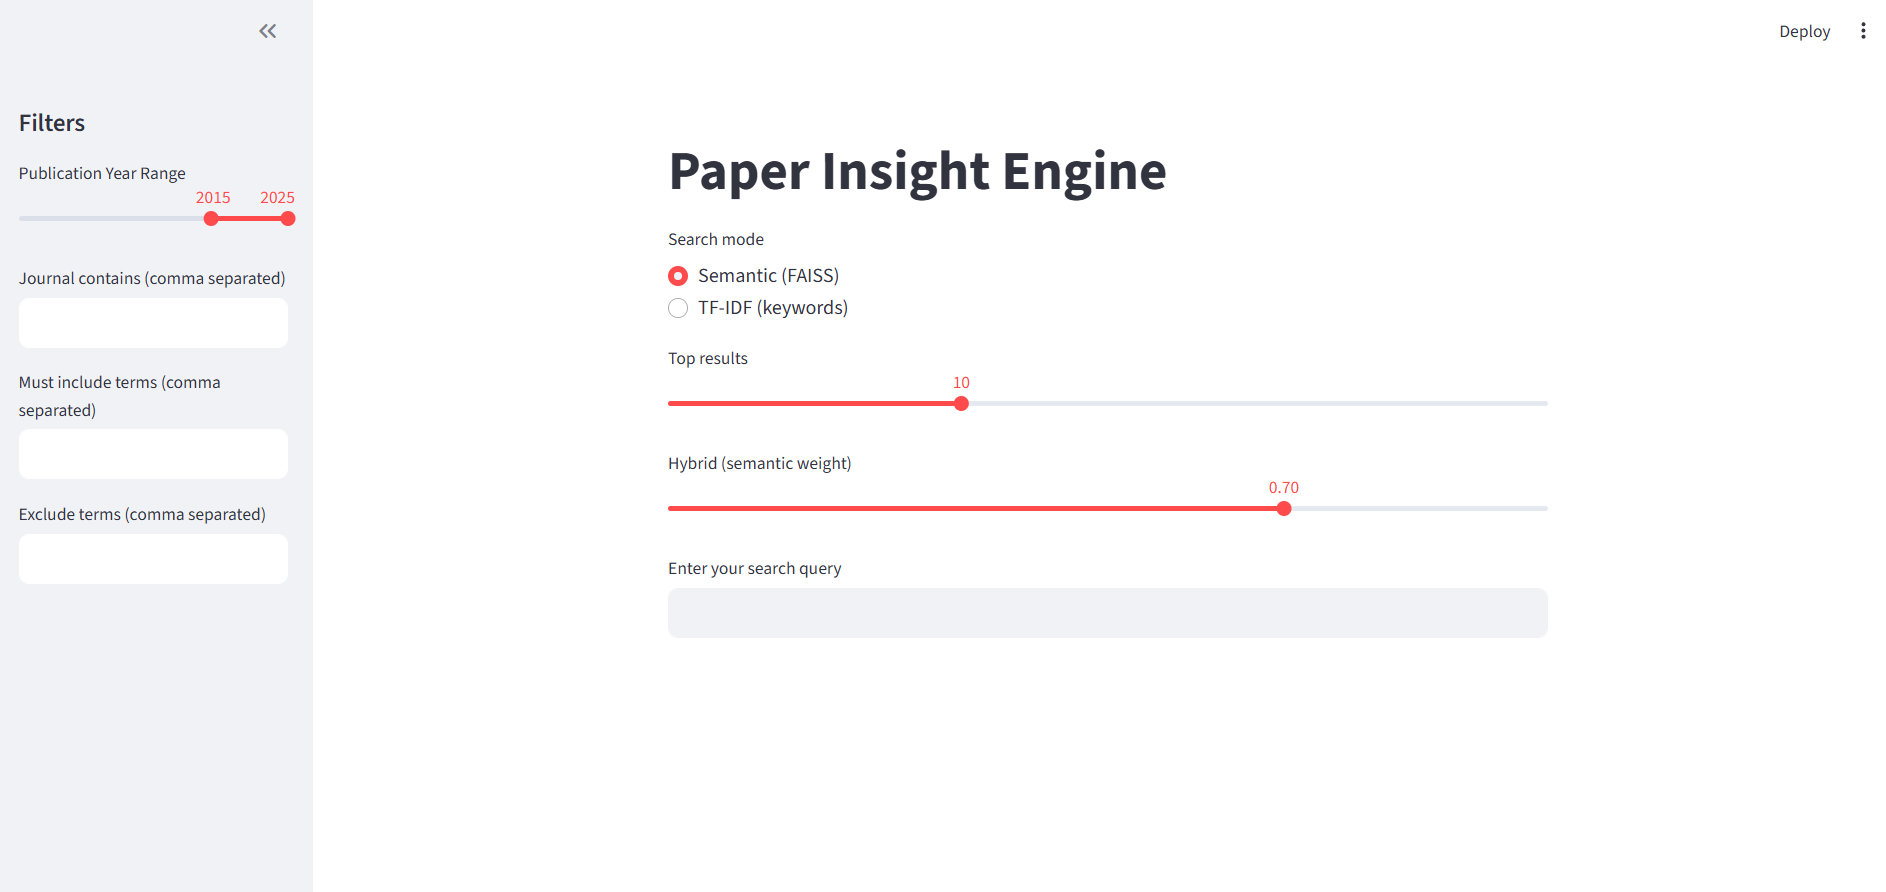 Deploy
Filters
Publication Year Range
2015 2025
Journal contains (comma separated)
Must include terms (comma
separated)
Exclude terms (comma separated)
Paper Insight Engine
Search mode
Semantic (FAISS)
TF-IDF (keywords)
Top results
10
Hybrid (semantic weight)
0.70
Enter your search query